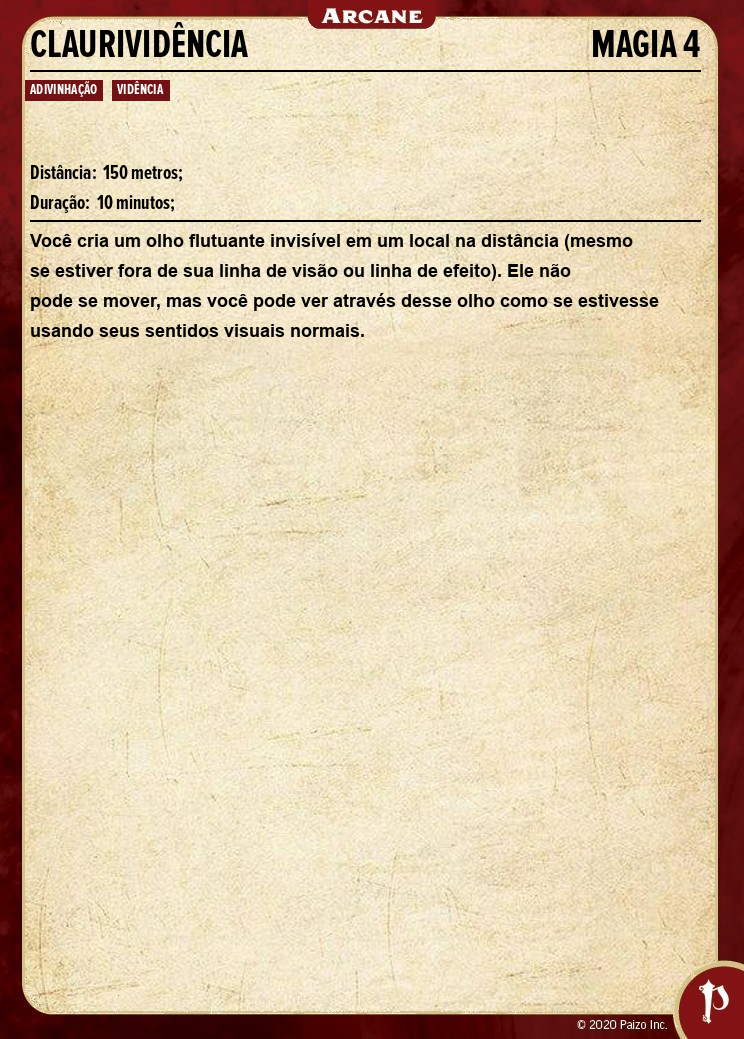 ARCANE
CLAURIVIDÊNCIA MAGIA 4
ADIVINHAÇÃO VIDÊNCIA
Distância: 150 metros;
Duração: 10 minutos;
Você cria um olho flutuante invisível em um local na distância (mesmo
se estiver fora de sua linha de visão ou linha de efeito). Ele não
pode se mover, mas você pode ver através desse olho como se estivesse
usando seus sentidos visuais normais.
© 2020 Paizo Inc.
P